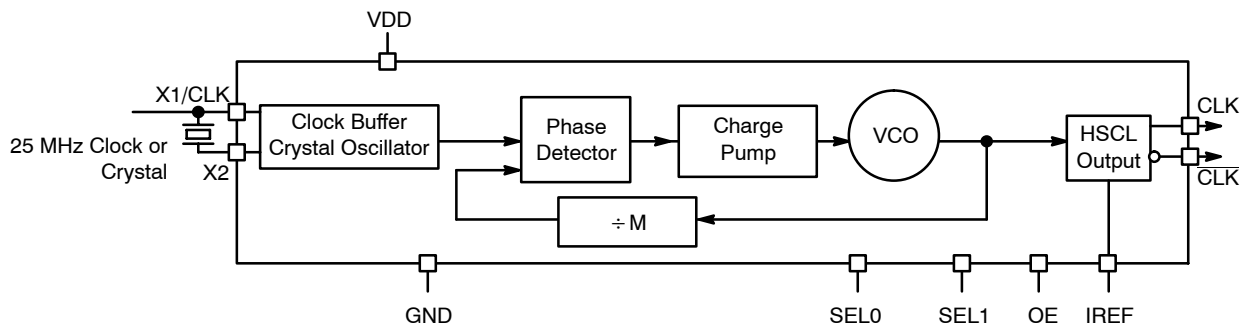 VDD
X1/CLK
25 MHz Clock or
Crystal
X2
Clock Buffer
Crystal Oscillator
Phase
Detector
Charge
Pump
VCO
÷ M
HSCL
Output
CLK
C̅L̅K̅
GND
SEL0
SEL1
OE
IREF